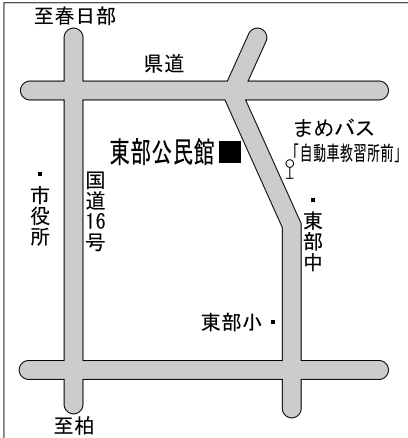 至春日部
県道
まめバス
「自動車教習所前」
東部公民館
国道16号
・市役所
・東部中
東部小・
至柏